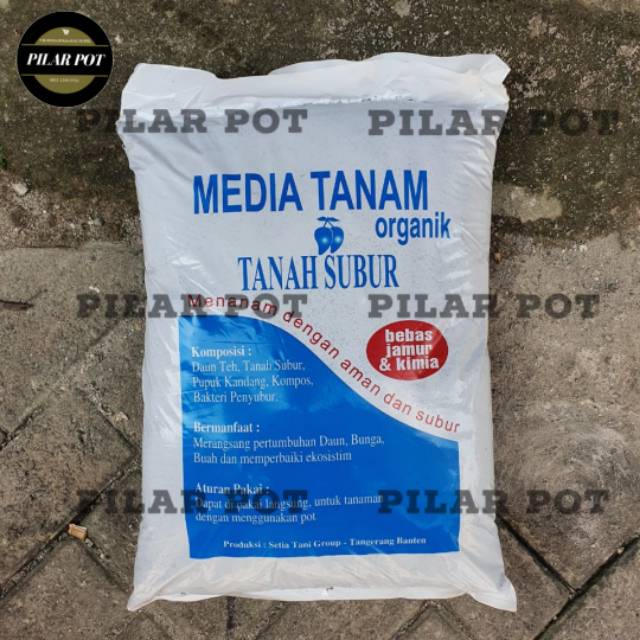 PILAR POT
PILAR POT PILAR POT
MEDIA TANAM
organik
TANAH SUBUR
PILAR POT PILAR POT
Menanam dengan aman dan subur
bebas
jamur
& kimia
Komposisi :
Daun Teh, Tanah Subur,
Pupuk Kandang, Kompos,
Bakteri Penyubur
Bermanfaat :
Merangsang pertumbuhan Daun, Bunga,
Buah dan memperbaiki ekosistim
Aturan Pakai :
PILAR POT PILAR POT
Dapat dipakai langsung, untuk tanaman
dengan menggunakan pot
Produksi : Setia Tani Group - Tangerang Banten